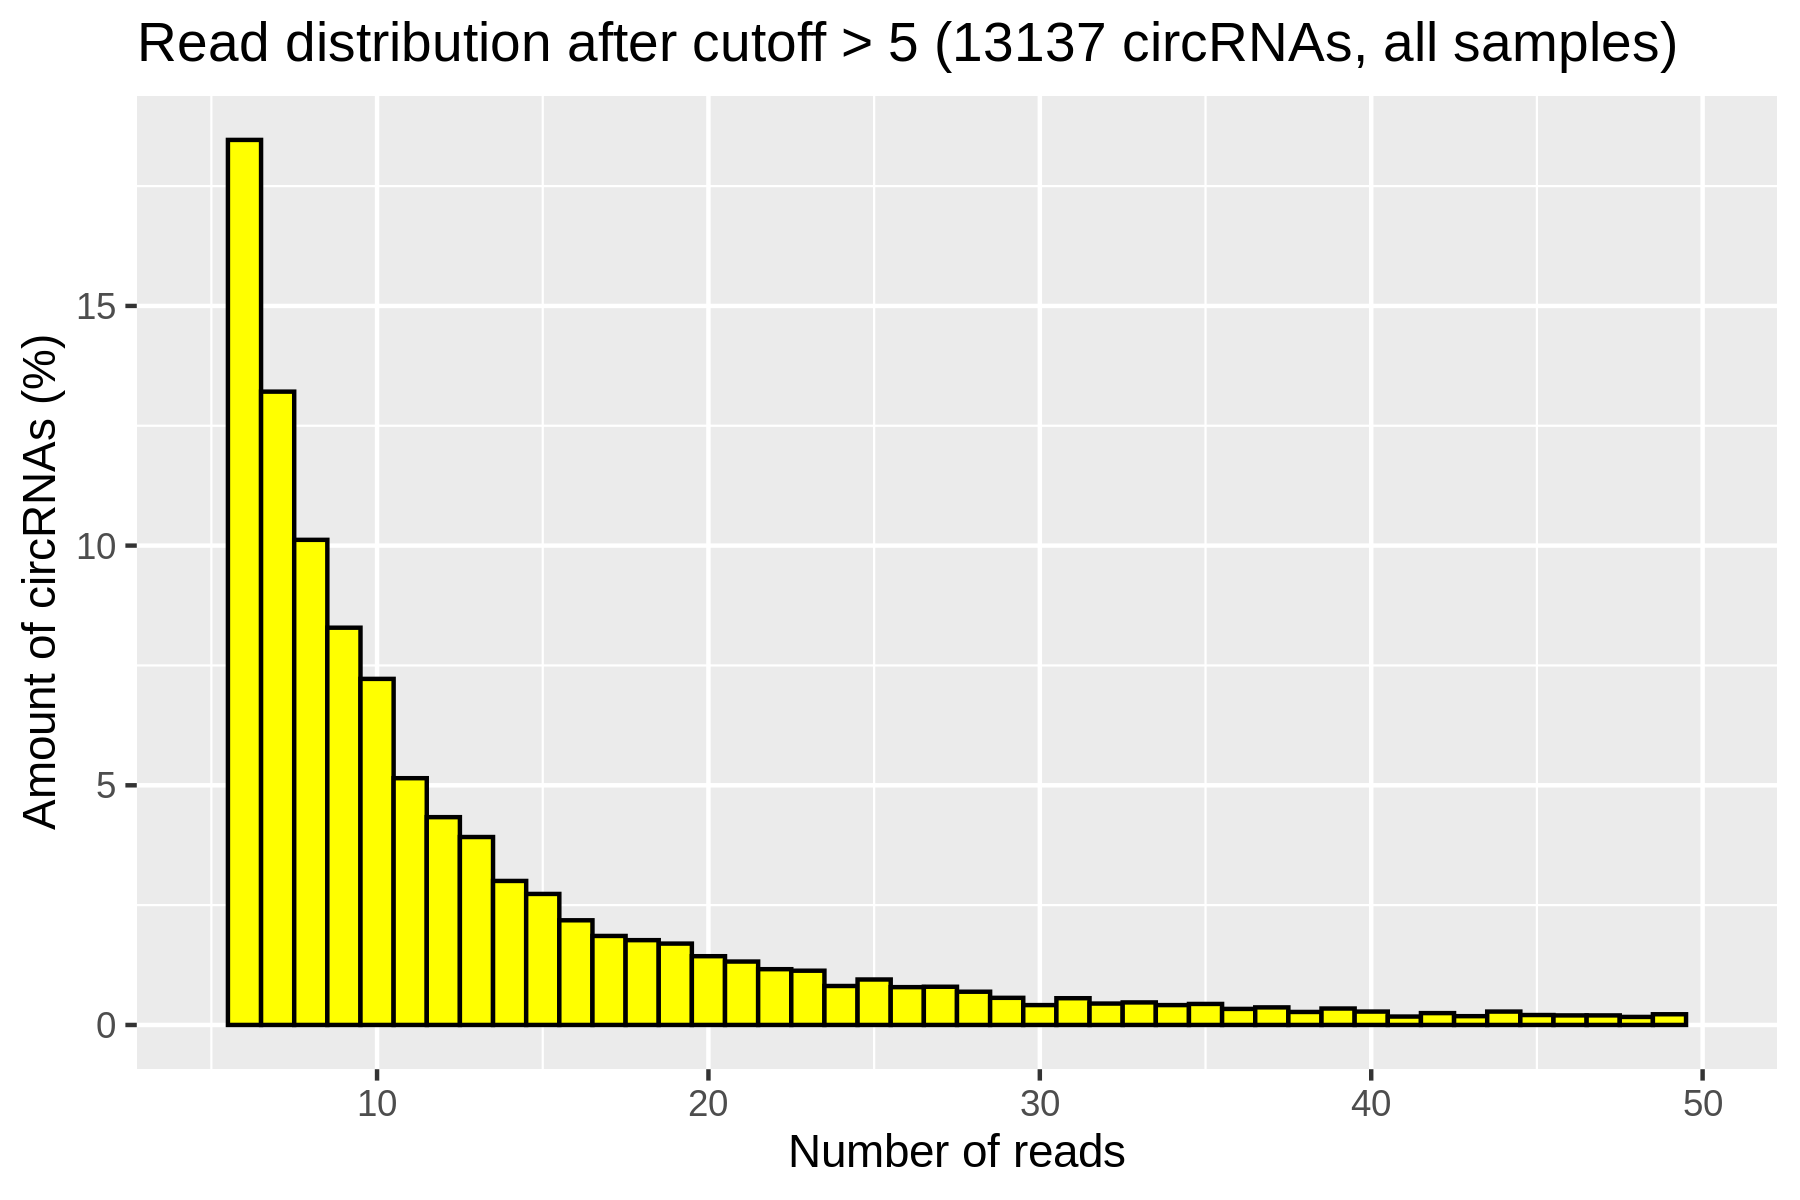 Read distribution after cutoff > 5 (13137 circRNAs, all samples)
Amount of circRNAs (%)
15
10
5
0
10 20 30 40 50
Number of reads